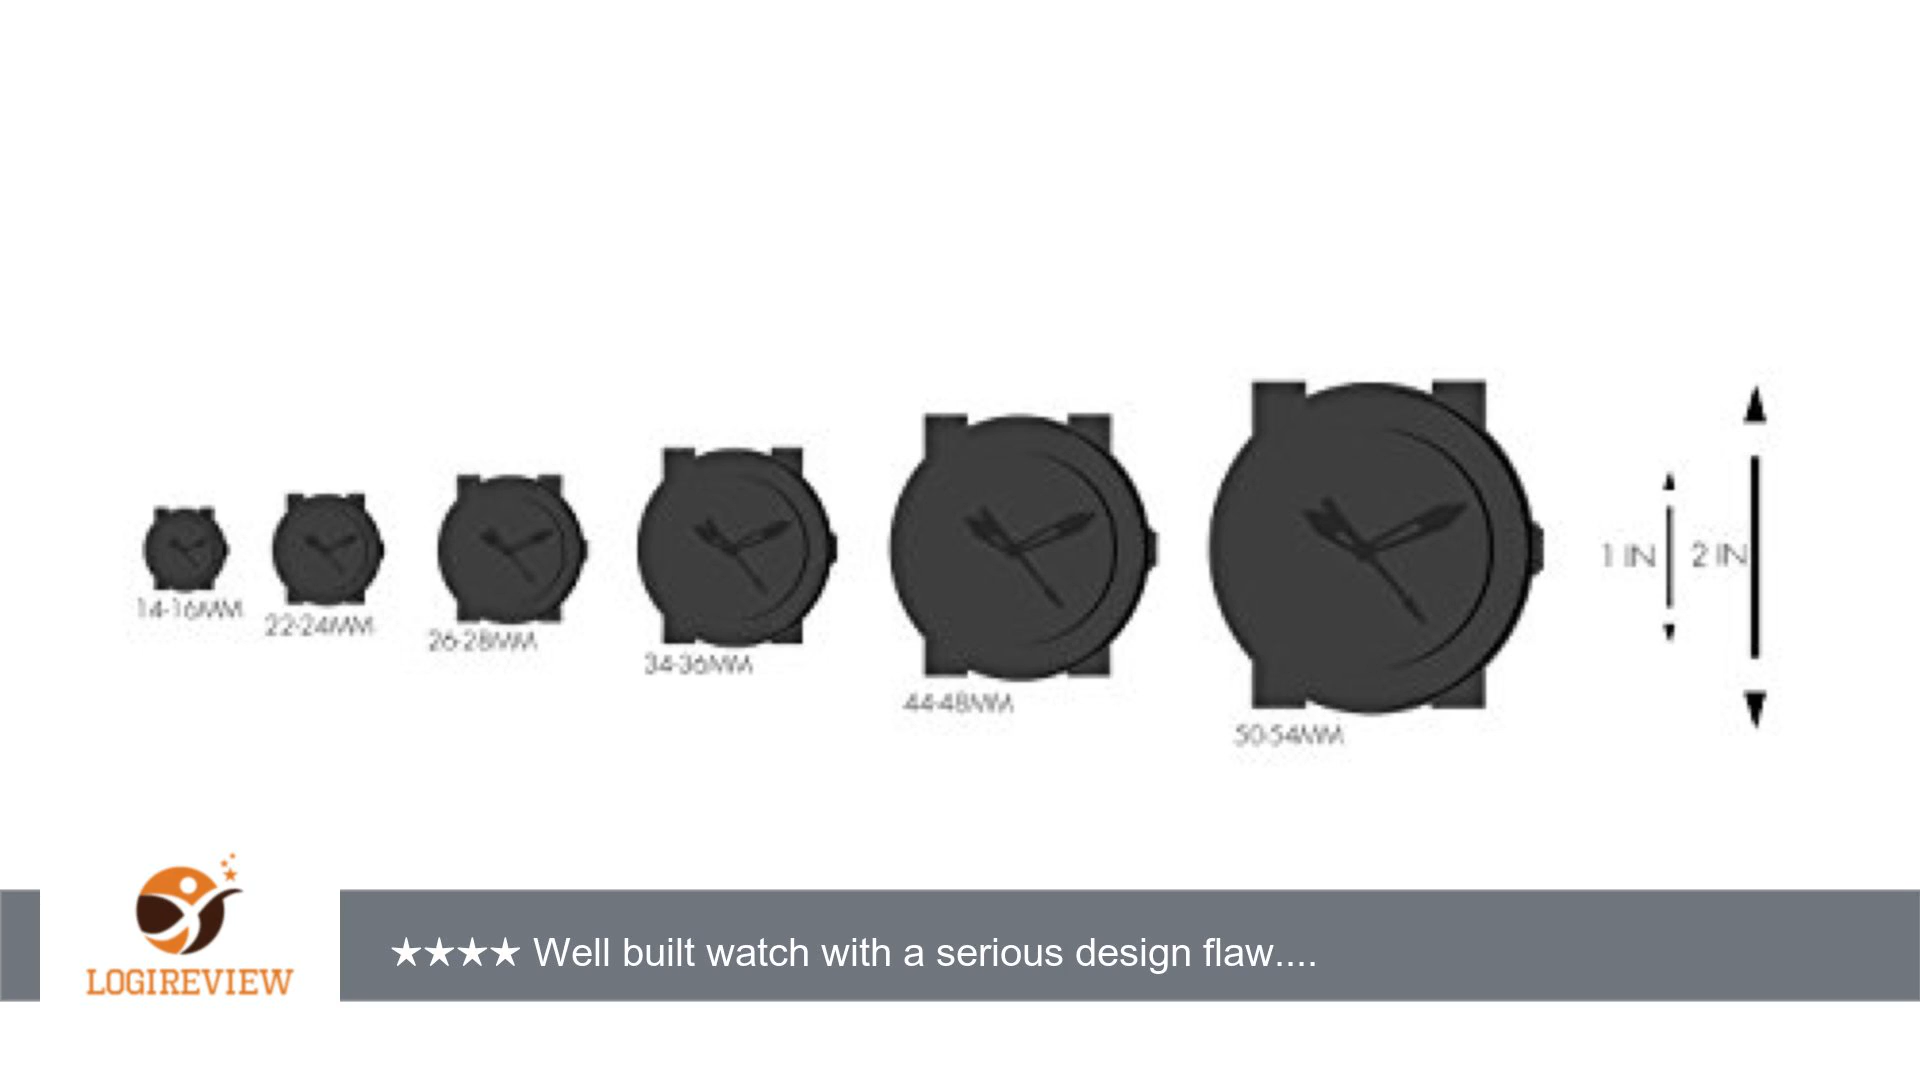 14-16MM
22-24MM
26-28MM
34-36MM
44-48MM
50-54MM
1 IN
2 IN
LOGIREVIEW
★★★★ Well built watch with a serious design flaw....